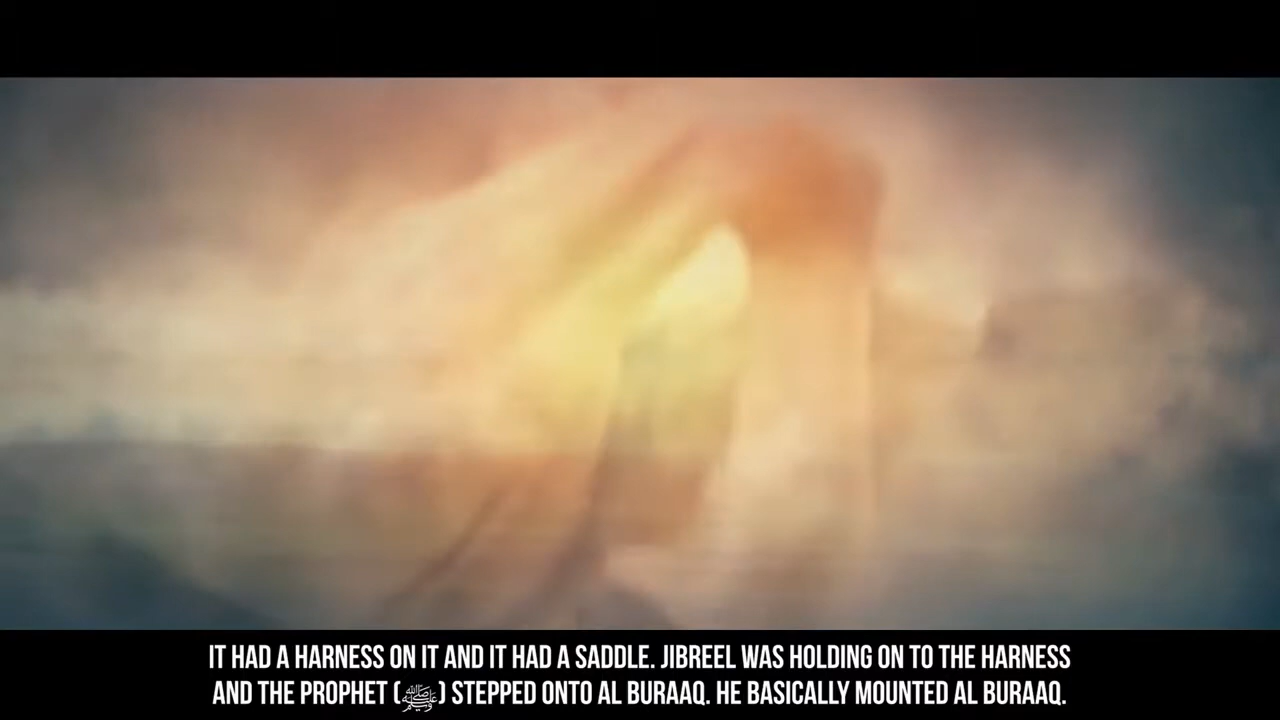 IT HAD A HARNESS ON IT AND IT HAD A SADDLE. JIBREEL WAS HOLDING ON TO THE HARNESS
AND THE PROPHET (ﷺ) STEPPED ONTO AL BURAAQ. HE BASICALLY MOUNTED AL BURAAQ.